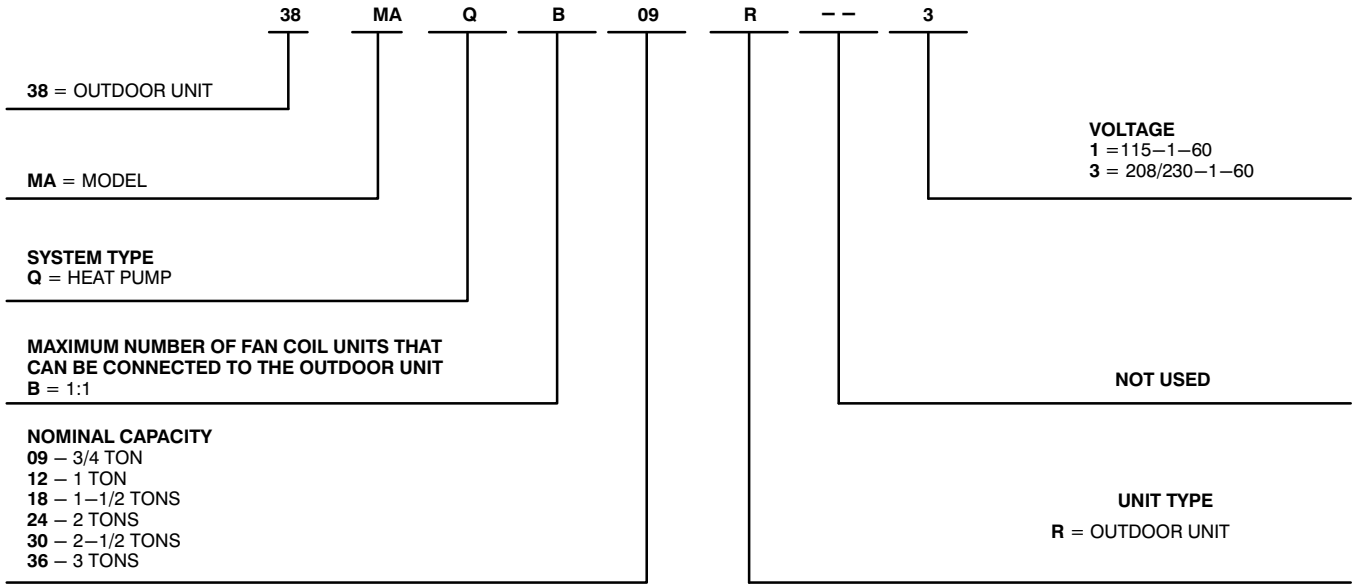 38 MA Q B 09 R – – 3
38 = OUTDOOR UNIT
MA = MODEL
SYSTEM TYPE
Q = HEAT PUMP
MAXIMUM NUMBER OF FAN COIL UNITS THAT
CAN BE CONNECTED TO THE OUTDOOR UNIT
B = 1:1
NOMINAL CAPACITY
09 – 3/4 TON
12 – 1 TON
18 – 1–1/2 TONS
24 – 2 TONS
30 – 2–1/2 TONS
36 – 3 TONS
VOLTAGE
1 =115–1–60
3 = 208/230–1–60
NOT USED
UNIT TYPE
R = OUTDOOR UNIT